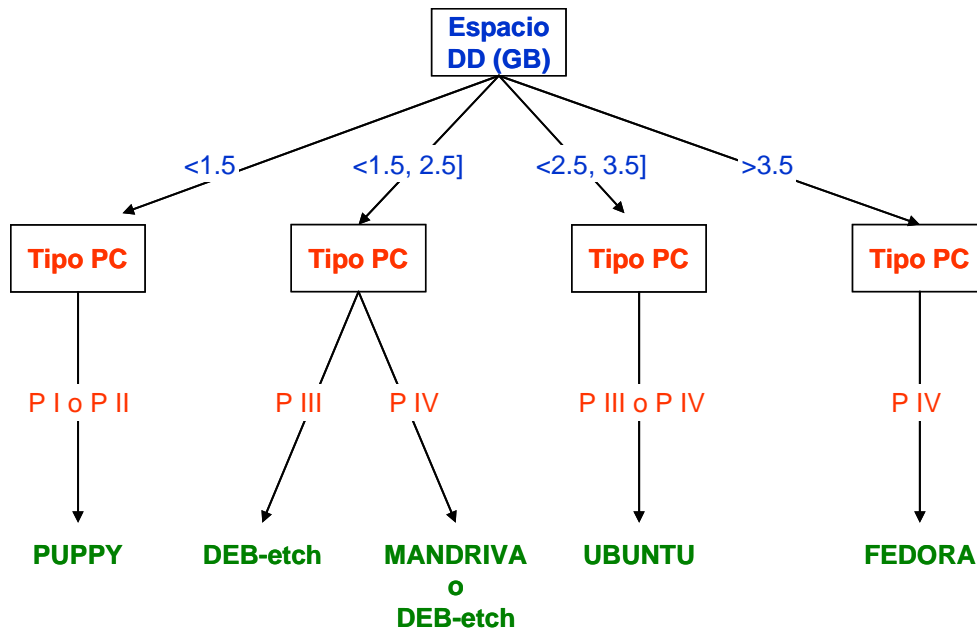 Espacio
DD (GB)
<1.5
<1.5, 2.5]
<2.5, 3.5]
>3.5
Tipo PC
Tipo PC
Tipo PC
Tipo PC
P I o P II
P III
P IV
P III o P IV
P IV
PUPPY
DEB-etch
MANDRIVA
o
DEB-etch
UBUNTU
FEDORA